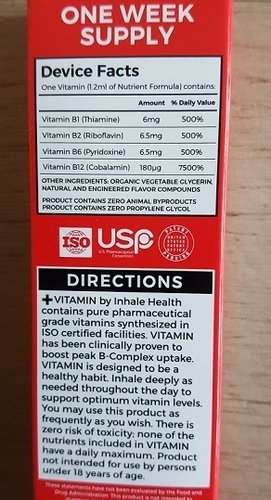 ONE WEEK
SUPPLY
Device Facts
One Vitamin (1.2ml of Nutrient Formula) contains:
Amount % Daily Value
Vitamin B1 (Thiamine) 6mg 500%
Vitamin B2 (Riboflavin) 6.5mg 500%
Vitamin B6 (Pyridoxine) 6.5mg 500%
Vitamin B12 (Cobalamin) 180µg 7500%
OTHER INGREDIENTS: ORGANIC VEGETABLE GLYCERIN,
NATURAL AND ENGINEERED FLAVOR COMPOUNDS
PRODUCT CONTAINS ZERO ANIMAL BYPRODUCTS
PRODUCT CONTAINS ZERO PROPYLENE GLYCOL
ISO
USP
U.S. Pharmacopeial
Convention
PATENT
UNITED
STATES
PATENT
OFFICE
PENDING
DIRECTIONS
+VITAMIN by Inhale Health
contains pure pharmaceutical
grade vitamins synthesized in
ISO certified facilities. VITAMIN
has been clinically proven to
boost peak B-Complex uptake.
VITAMIN is designed to be a
healthy habit. Inhale deeply as
needed throughout the day to
support optimum vitamin levels.
You may use this product as
frequently as you wish. There is
zero risk of toxicity: none of the
nutrients included in VITAMIN
have a daily maximum. Product
not intended for use by persons
under 18 years of age.
These statements have not been evaluated by the Food and
Drug Administration. This product is not intended to